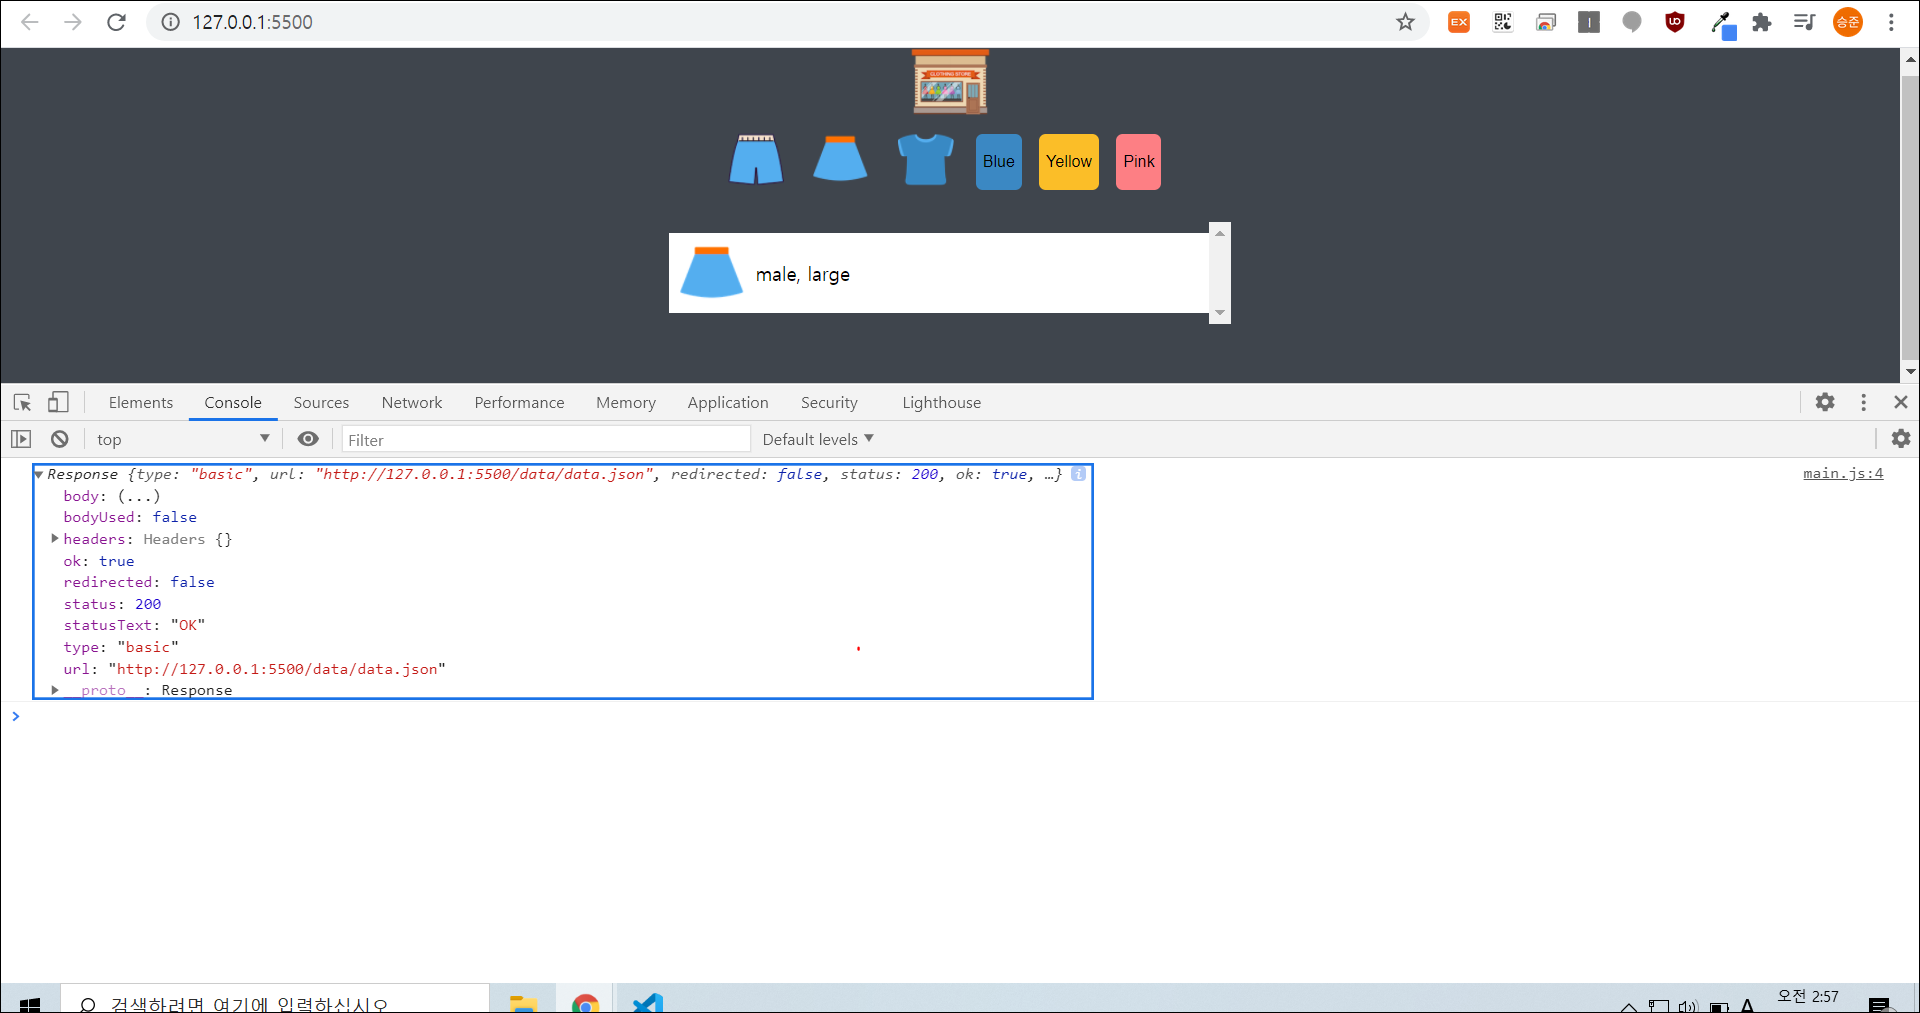 127.0.0.1:5500
EX
I
승준
CLOTHING STORE
Blue
Yellow
Pink
male, large
Elements
Console
Sources
Network
Performance
Memory
Application
Security
Lighthouse
top
Filter
Default levels
Response {type: "basic", url: "http://127.0.0.1:5500/data/data.json", redirected: false, status: 200, ok: true, …} i
main.js:4
body: (...)
bodyUsed: false
headers: Headers {}
ok: true
redirected: false
status: 200
statusText: "OK"
type: "basic"
url: "http://127.0.0.1:5500/data/data.json"
__proto__: Response
검색하려면 여기에 입력하십시오
A
오전 2:57